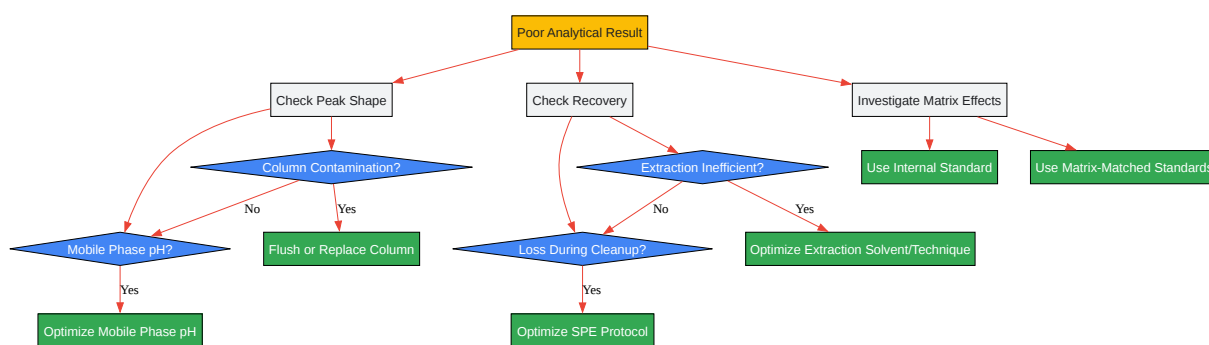 Poor Analytical Result
Check Peak Shape
Check Recovery
Investigate Matrix Effects
Column Contamination?
Extraction Inefficient?
Use Internal Standard
Use Matrix-Matched Standards
No
Yes
No
Yes
Mobile Phase pH?
Flush or Replace Column
Loss During Cleanup?
Optimize Extraction Solvent/Technique
Yes
Yes
Optimize Mobile Phase pH
Optimize SPE Protocol